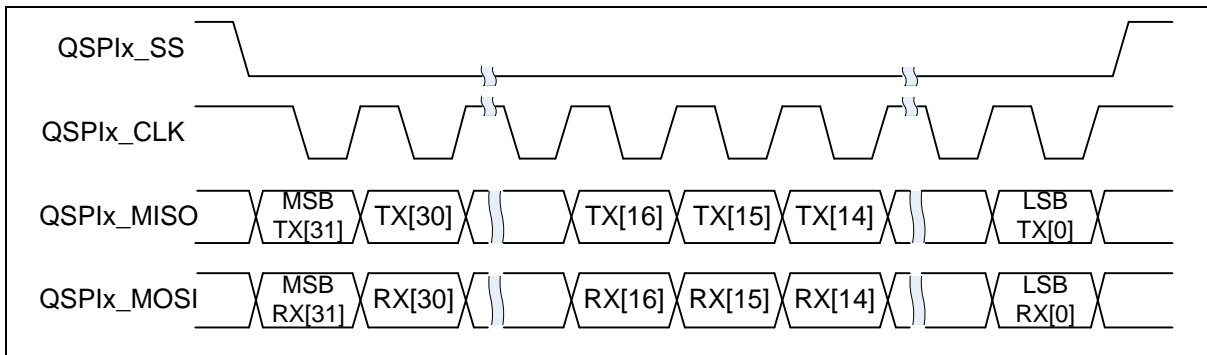 QSPIx_SS
QSPIx_CLK
QSPIx_MISO
MSB
TX[31]
TX[30]
TX[16]
TX[15]
TX[14]
LSB
TX[0]
QSPIx_MOSI
MSB
RX[31]
RX[30]
RX[16]
RX[15]
RX[14]
LSB
RX[0]